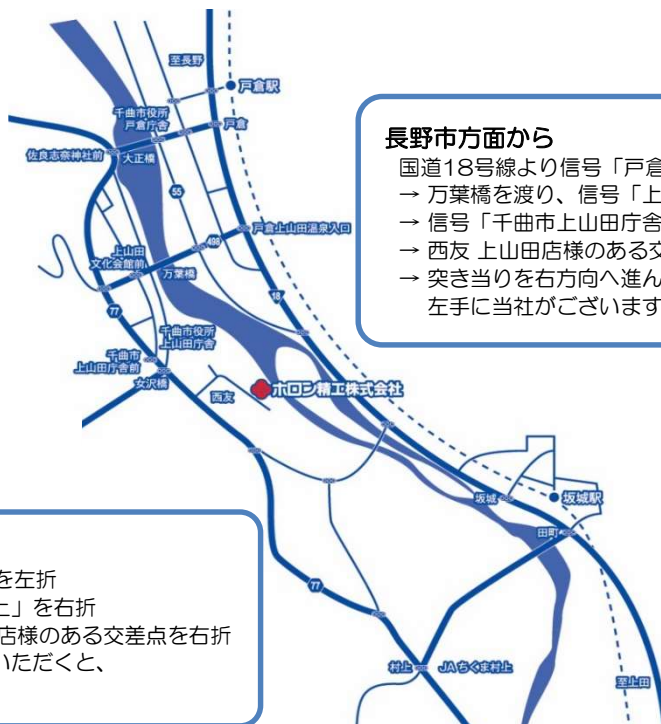 至長野
戸倉駅
千曲市役所
戸倉庁舎
戸倉
佐良志奈神社前
大正橋
55
498
戸倉上山田温泉入口
上山田
文化会館前
万葉橋
18
77
千曲市役所
上山田庁舎
千曲市
上山田庁舎前
女沢橋
西友
ホロン精工株式会社
坂城
坂城駅
田町
77
村上
JAちくま村上
至上田
長野市方面から
国道18号線より信号「戸倉
→ 万葉橋を渡り、信号「上
→ 信号「千曲市上山田庁舎
→ 西友 上山田店様のある交
→ 突き当りを右方向へ進ん
左手に当社がございます
を左折
上」を右折
店様のある交差点を右折
いただくと、